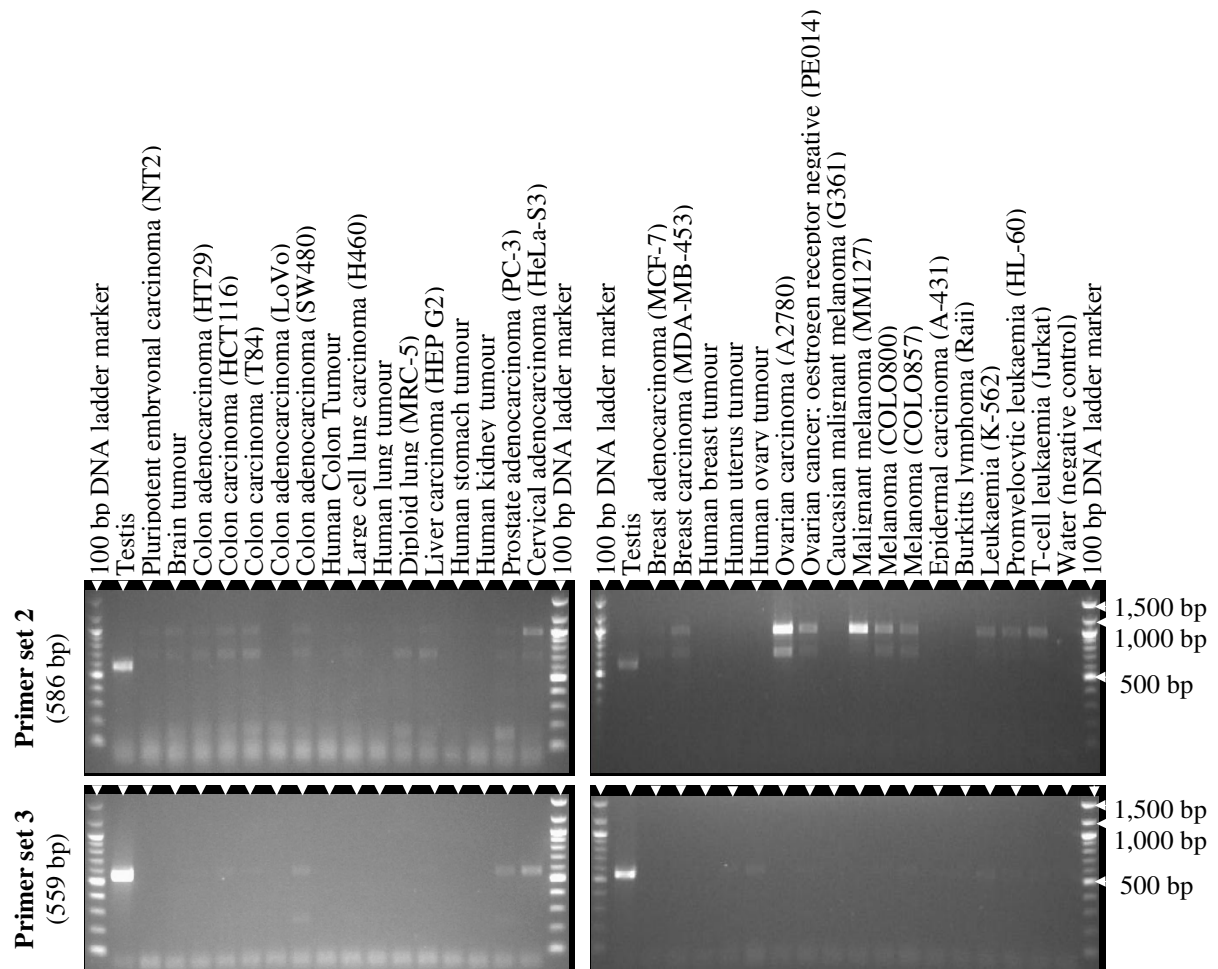 100 bp DNA ladder marker
Testis
Pluripotent embryonal carcinoma (NT2)
Brain tumour
Colon adenocarcinoma (HT29)
Colon carcinoma (HCT116)
Colon carcinoma (T84)
Colon adenocarcinoma (LoVo)
Colon adenocarcinoma (SW480)
Human Colon Tumour
Large cell lung carcinoma (H460)
Human lung tumour
Diploid lung (MRC-5)
Liver carcinoma (HEP G2)
Human stomach tumour
Human kidney tumour
Prostate adenocarcinoma (PC-3)
Cervical adenocarcinoma (HeLa-S3)
100 bp DNA ladder marker
100 bp DNA ladder marker
Testis
Breast adenocarcinoma (MCF-7)
Breast carcinoma (MDA-MB-453)
Human breast tumour
Human uterus tumour
Human ovary tumour
Ovarian carcinoma (A2780)
Ovarian cancer; oestrogen receptor negative (PE014)
Caucasian malignant melanoma (G361)
Malignant melanoma (MM127)
Melanoma (COLO800)
Melanoma (COLO857)
Epidermal carcinoma (A-431)
Burkitts lymphoma (Raji)
Leukaemia (K-562)
Promyelocytic leukaemia (HL-60)
T-cell leukaemia (Jurkat)
Water (negative control)
100 bp DNA ladder marker
Primer set 2
(586 bp)
1,500 bp
1,000 bp
500 bp
Primer set 3
(559 bp)
1,500 bp
1,000 bp
500 bp